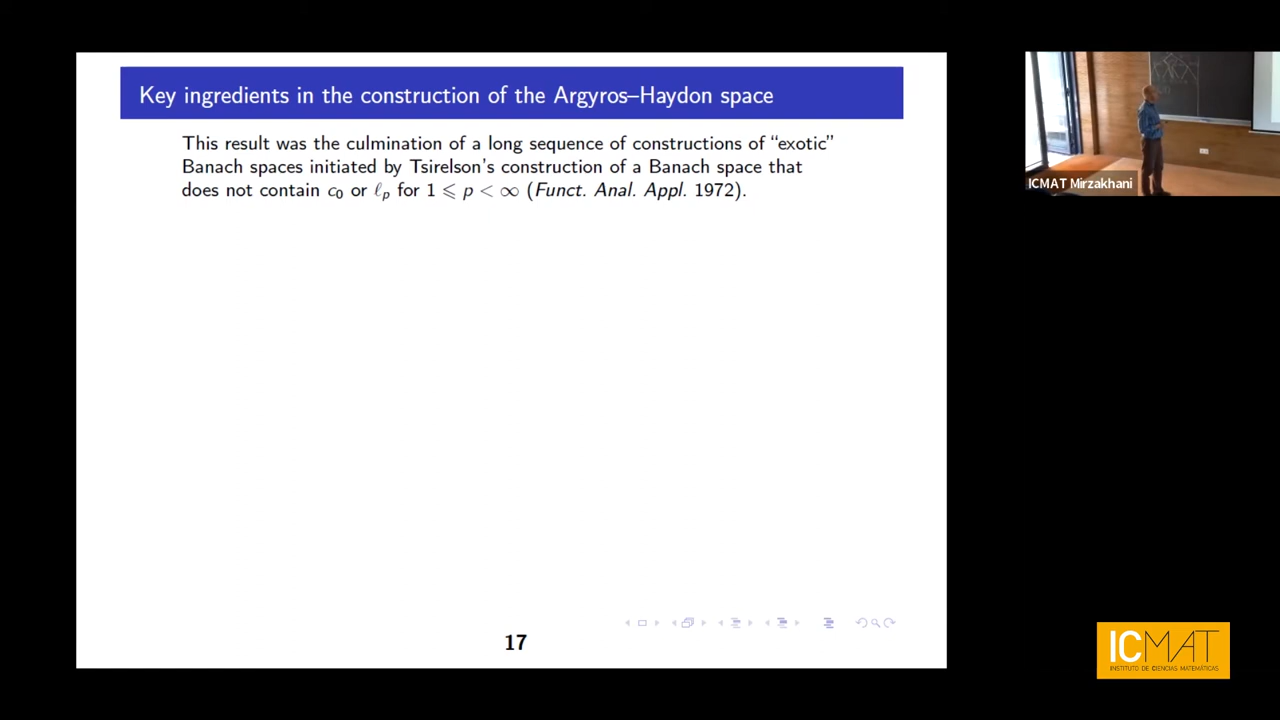 Key ingredients in the construction of the Argyros–Haydon space
This result was the culmination of a long sequence of constructions of “exotic”
Banach spaces initiated by Tsirelson’s construction of a Banach space that
does not contain c₀ or ℓₚ for 1 ⩽ p < ∞ (Funct. Anal. Appl. 1972).
17
ICMAT Mirzakhani
ICMAT
INSTITUTO DE CIENCIAS MATEMÁTICAS